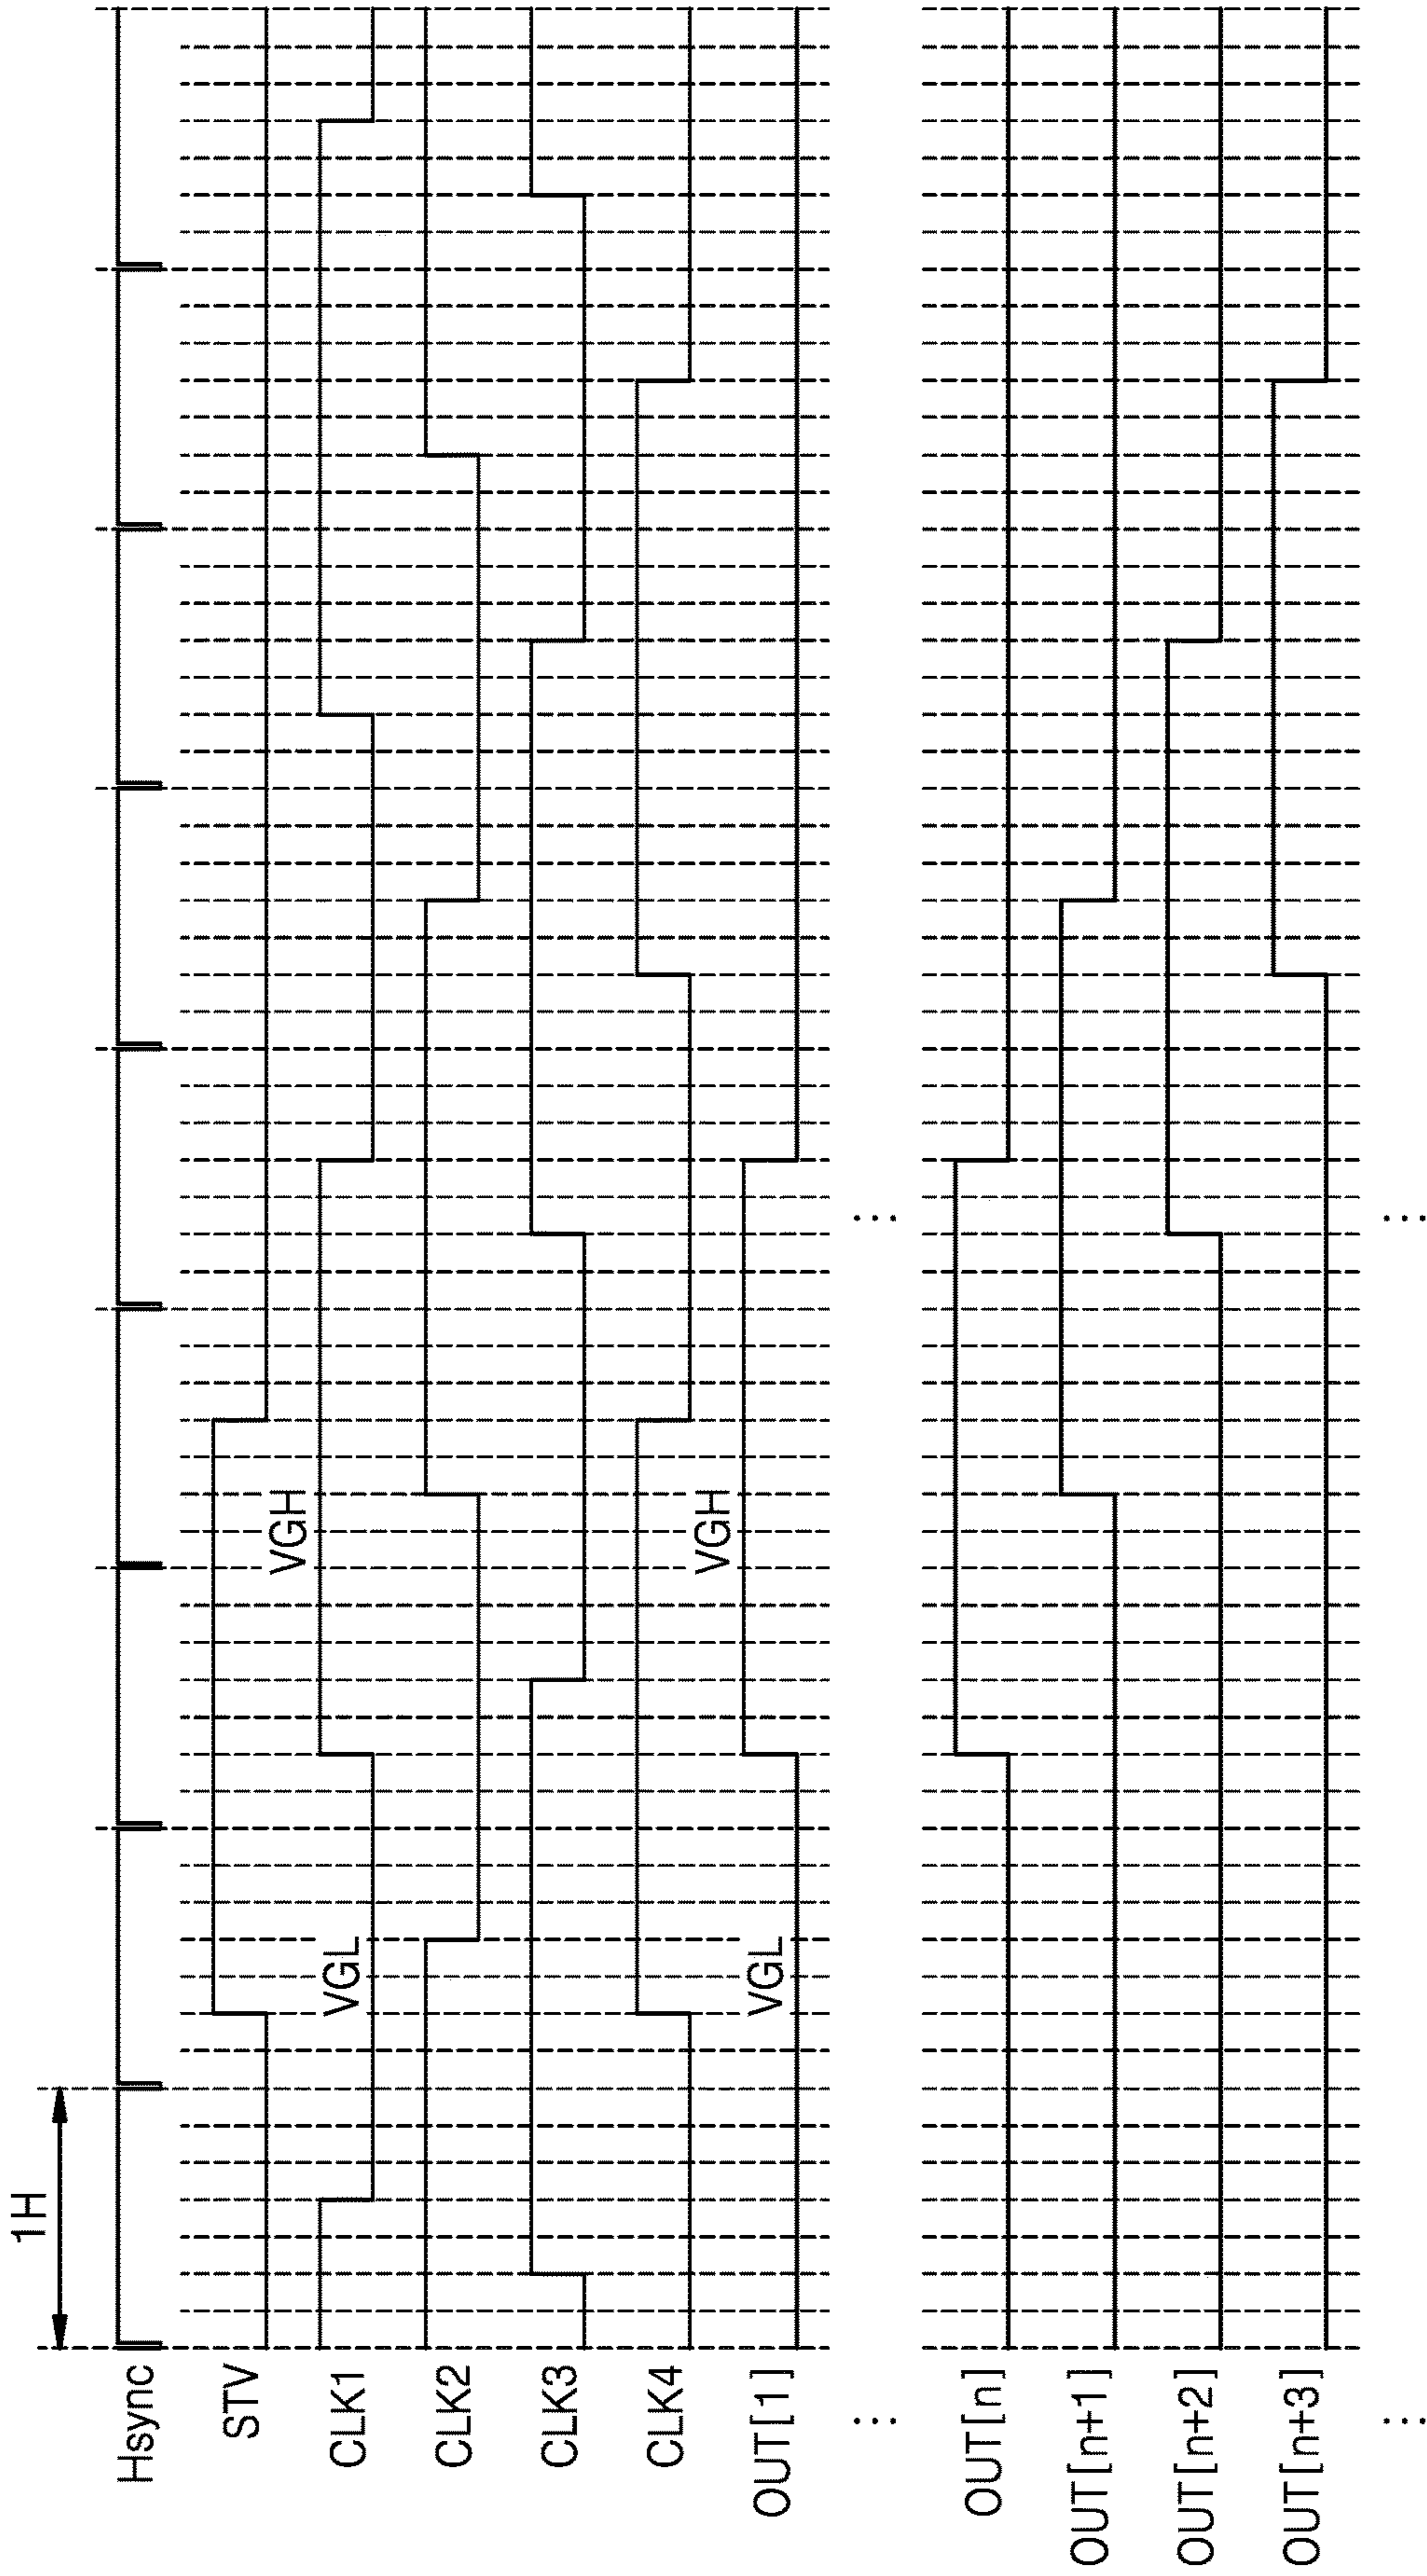 1H
Hsync
STV
VGH
CLK1
VGL
CLK2
CLK3
CLK4
VGH
OUT[1]
VGL
⋮ ⋮
OUT[n]
OUT[n+1]
OUT[n+2]
OUT[n+3]
⋮ ⋮